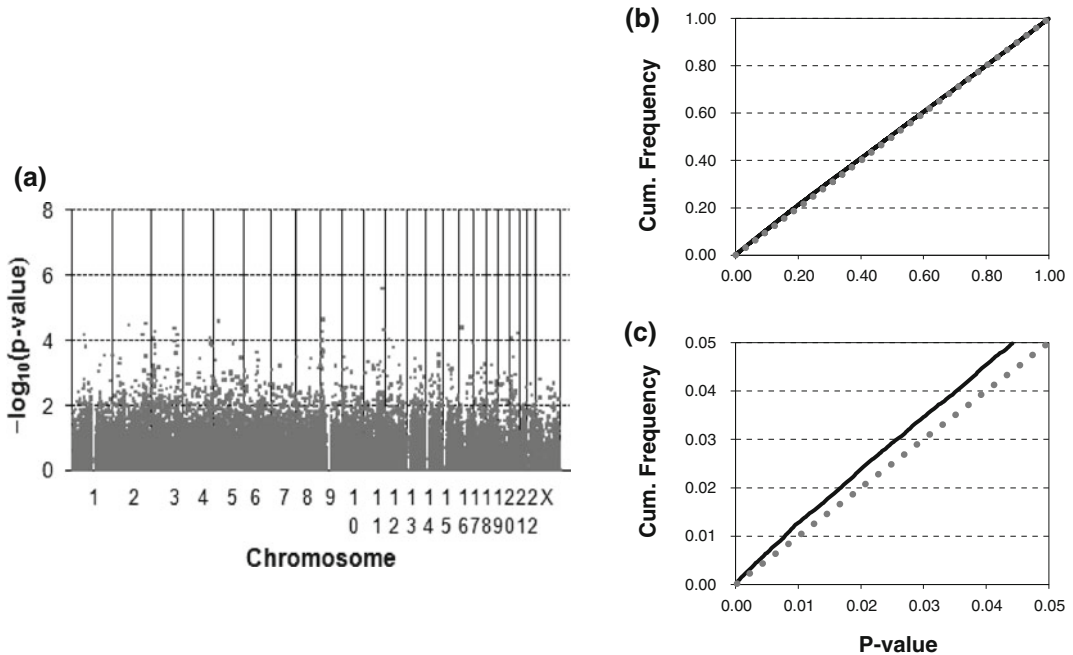 (a)
8
6
4
2
0
−log10(p-value)
1 2 3 4 5 6 7 8 9 1 1 1 1 1 1 1 1 1 1 2 2 2 X
0 1 2 3 4 5 6 7 8 9 0 1 2
Chromosome
(b)
1.00
0.80
0.60
0.40
0.20
0.00
Cum. Frequency
0.00 0.20 0.40 0.60 0.80 1.00
(c)
0.05
0.04
0.03
0.02
0.01
0.00
Cum. Frequency
0.00 0.01 0.02 0.03 0.04 0.05
P-value